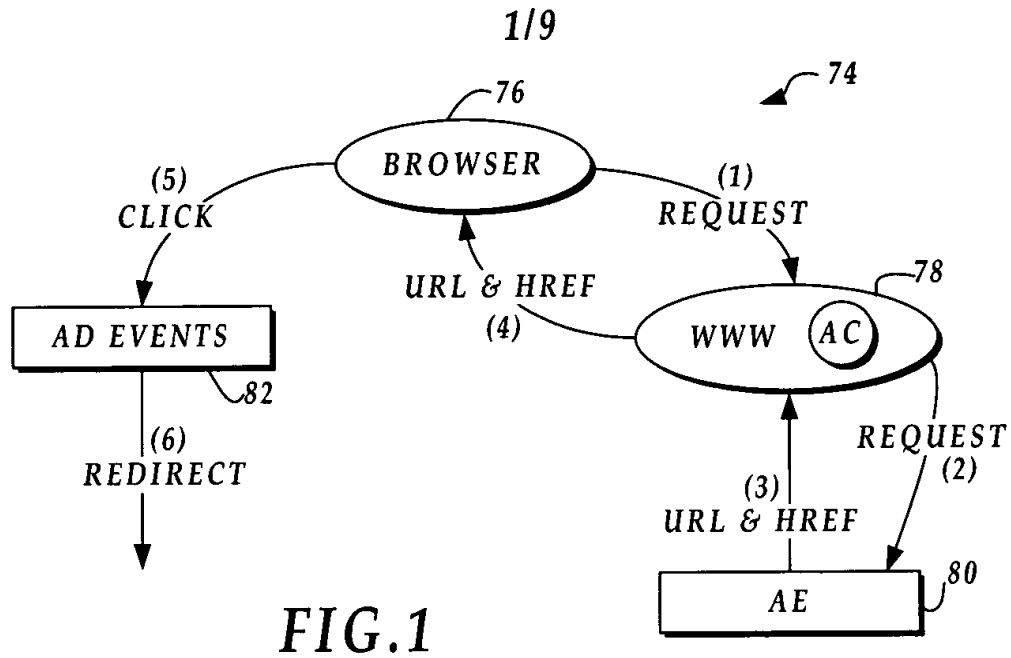 1/9
74
76
BROWSER
(5)
CLICK
(1)
REQUEST
URL & HREF
(4)
78
WWW
AC
AD EVENTS
82
(6)
REDIRECT
REQUEST
(2)
(3)
URL & HREF
AE
80
FIG.1